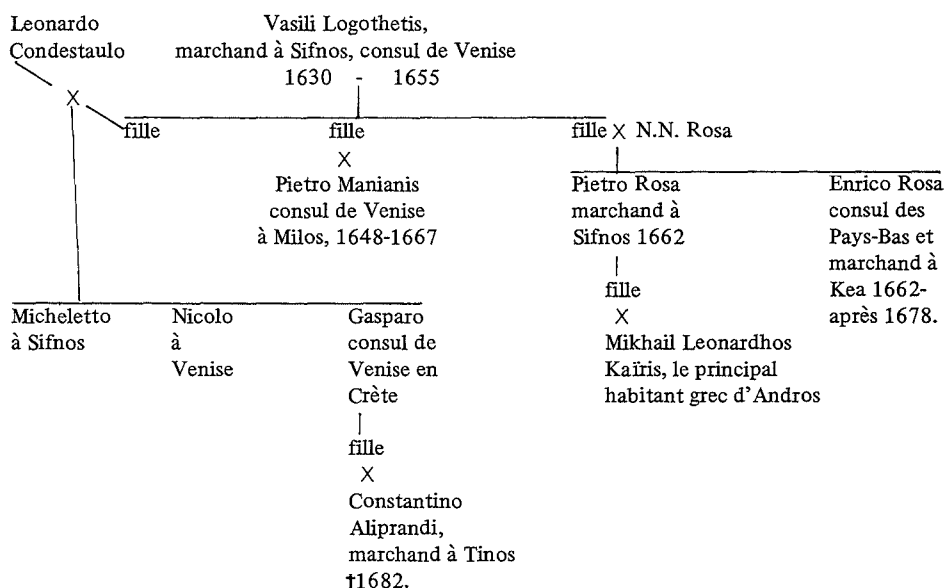 Leonardo
Condestaulo
Vasili Logothetis,
marchand à Sifnos, consul de Venise
1630 - 1655
X
fille
fille
fille X N.N. Rosa
X
Pietro Manianis
consul de Venise
à Milos, 1648-1667
Pietro Rosa
marchand à
Sifnos 1662
Enrico Rosa
consul des
Pays-Bas et
marchand à
Kea 1662-
après 1678.
fille
X
Mikhail Leonardhos
Kaïris, le principal
habitant grec d'Andros
Micheletto
à Sifnos
Nicolo
à
Venise
Gasparo
consul de
Venise en
Crète
fille
X
Constantino
Aliprandi,
marchand à Tinos
†1682.